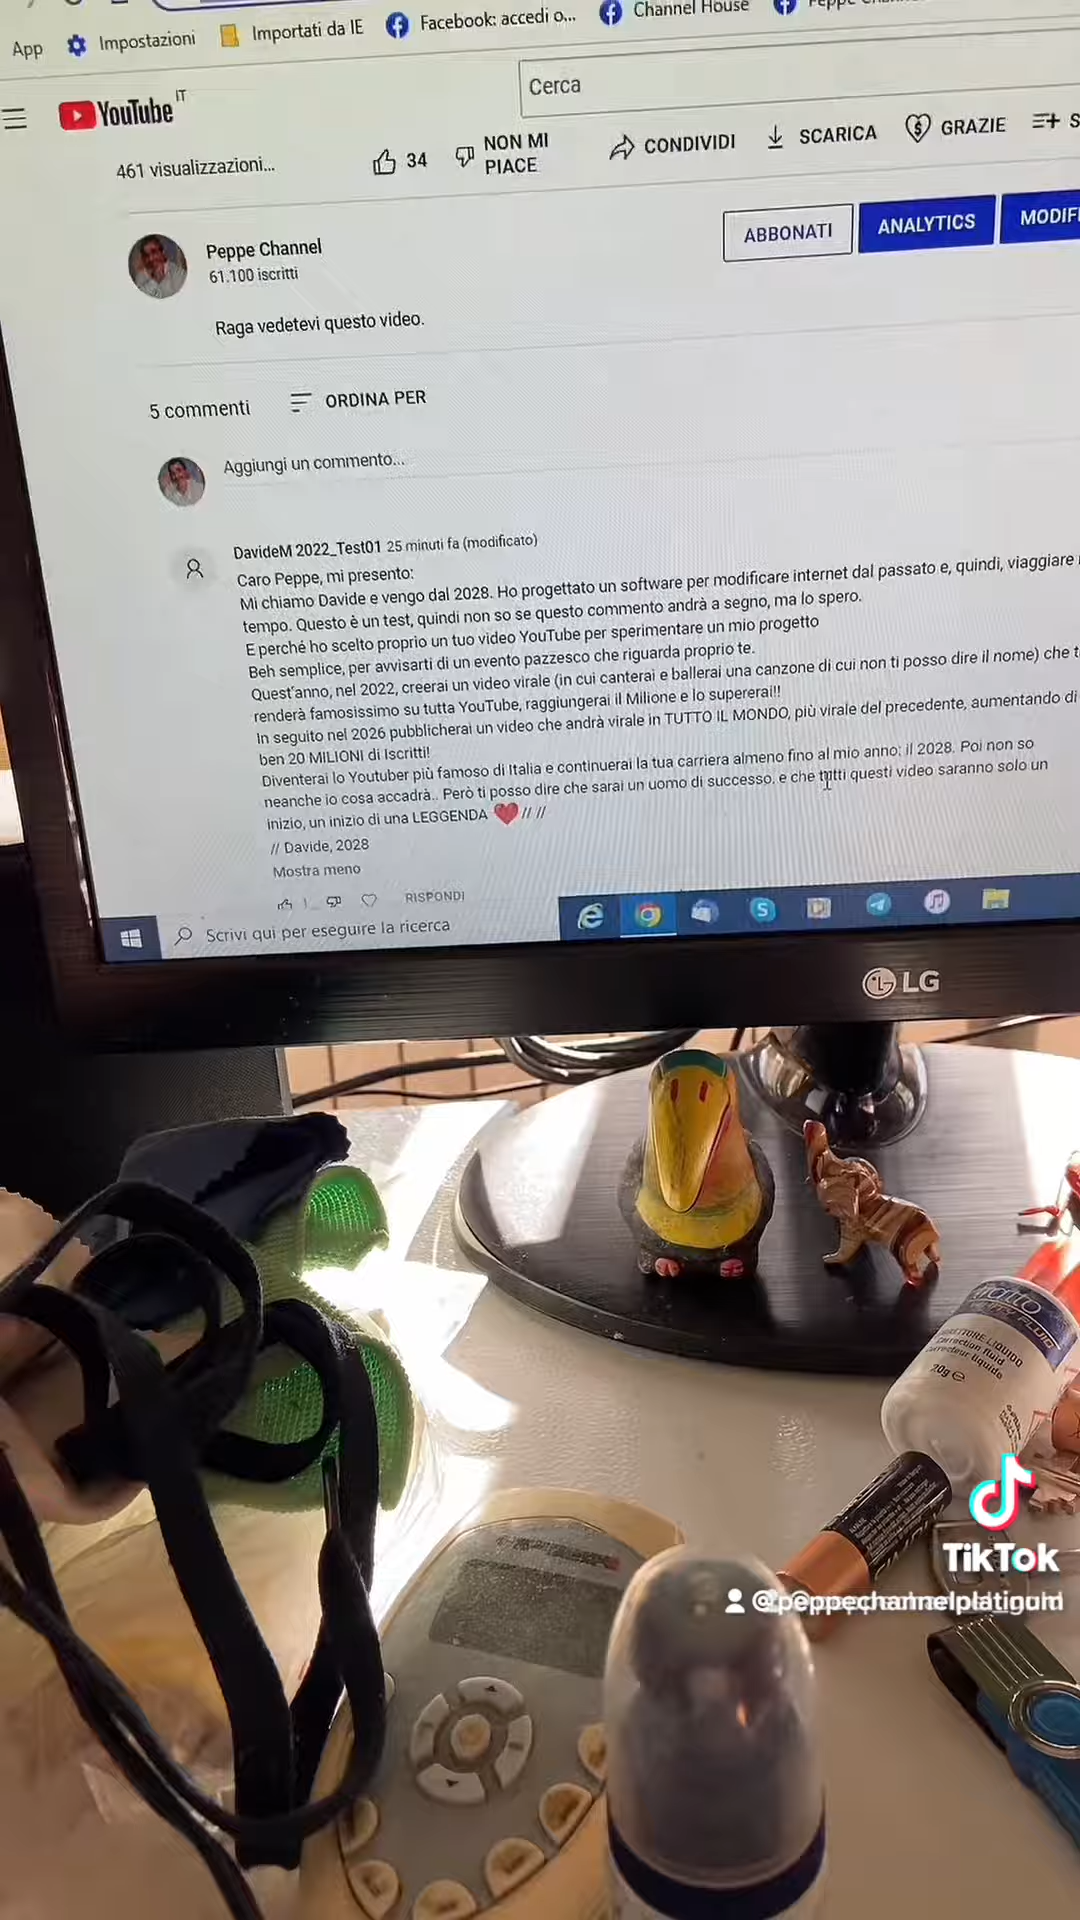 App Impostazioni Importati da IE Facebook: accedi o... Channel House
YouTube IT
Cerca
461 visualizzazioni... 34 NON MI PIACE CONDIVIDI SCARICA GRAZIE
Peppe Channel
61.100 iscritti
ABBONATI ANALYTICS MODIFI
Raga vedetevi questo video.
5 commenti ORDINA PER
Aggiungi un commento...
DavideM 2022_Test01 25 minuti fa (modificato)
Caro Peppe, mi presento:
Mi chiamo Davide e vengo dal 2028. Ho progettato un software per modificare internet dal passato e, quindi, viaggiare
tempo. Questo è un test, quindi non so se questo commento andrà a segno, ma lo spero.
E perché ho scelto proprio un tuo video YouTube per sperimentare un mio progetto
Beh semplice, per avvisarti di un evento pazzesco che riguarda proprio te.
Quest'anno, nel 2022, creerai un video virale (in cui canterai e ballerai una canzone di cui non ti posso dire il nome) che t
renderà famosissimo su tutta YouTube, raggiungerai il Milione e lo supererai!!
In seguito nel 2026 pubblicherai un video che andrà virale in TUTTO IL MONDO, più virale del precedente, aumentando di
ben 20 MILIONI di Iscritti!
Diventerai lo Youtuber più famoso di Italia e continuerai la tua carriera almeno fino al mio anno: il 2028. Poi non so
neanche io cosa accadrà.. Però ti posso dire che sarai un uomo di successo. e che tutti questi video saranno solo un
inizio, un inizio di una LEGGENDA ❤️// //
// Davide, 2028
Mostra meno
1 RISPONDI
Scrivi qui per eseguire la ricerca
LG
FLUID
CORRETTORE LIQUIDO
Correction fluid
Correcteur liquide
20g e
TikTok